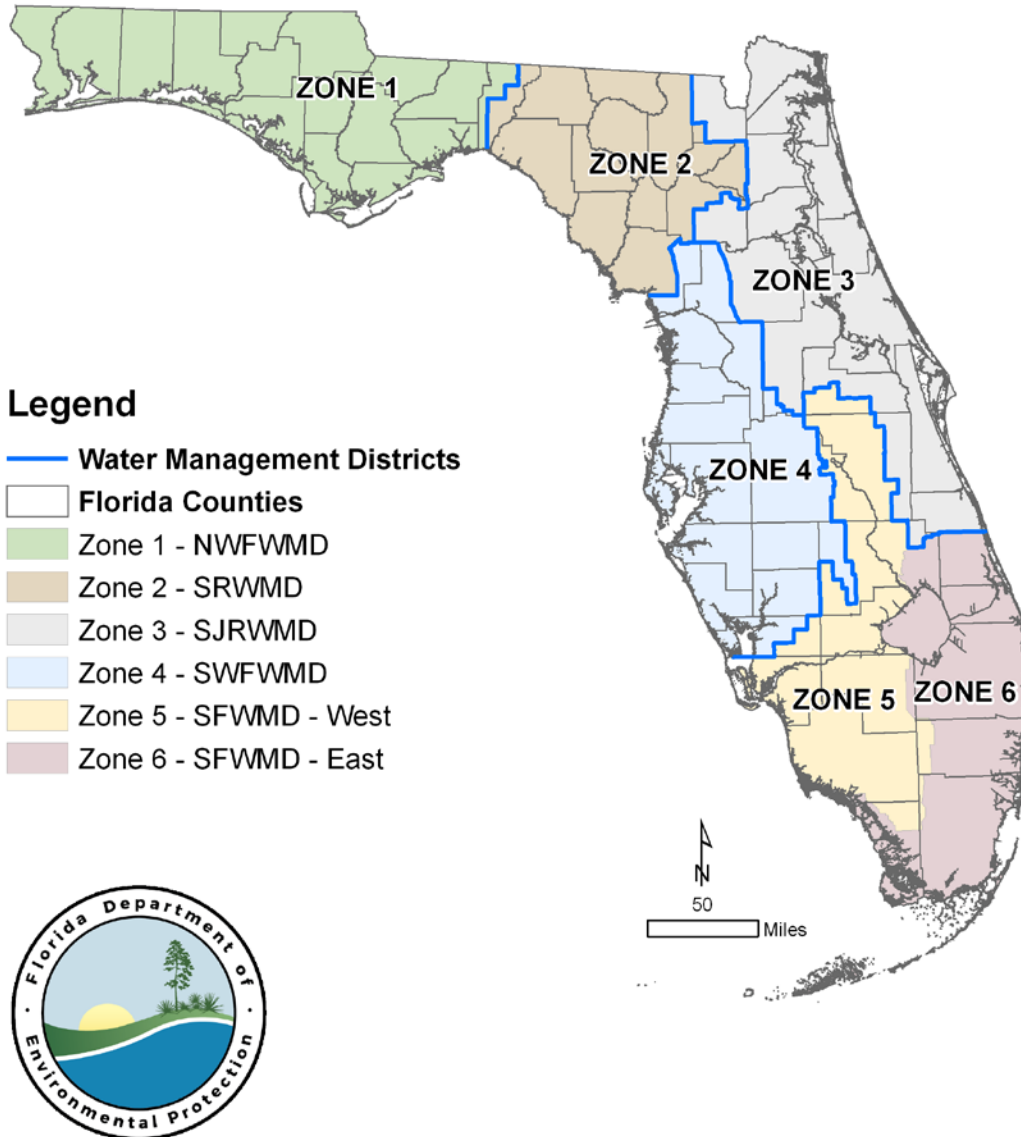 ZONE 1
ZONE 2
ZONE 3
ZONE 4
ZONE 5
ZONE 6
Legend
Water Management Districts
Florida Counties
Zone 1 - NWFWMD
Zone 2 - SRWMD
Zone 3 - SJRWMD
Zone 4 - SWFWMD
Zone 5 - SFWMD - West
Zone 6 - SFWMD - East
N
50
Miles
Florida Department of
Environmental Protection